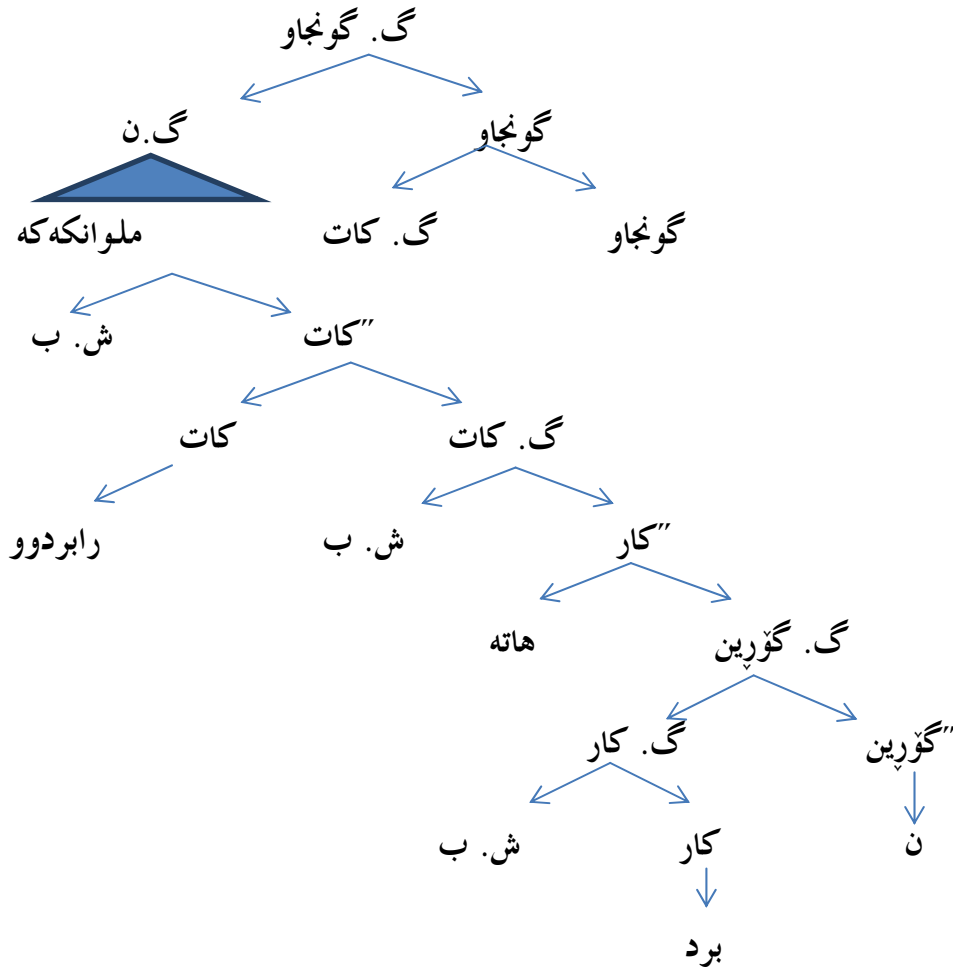 گ. گونجاو
گ.ن گونجاو
ملوانکەکە گ. کات گونجاو
ش. ب کات″
کات گ. کات
رابردوو ش. ب کار″
هاتە گ. گۆڕین
گ. کار گۆڕین″
ش. ب کار ن
برد